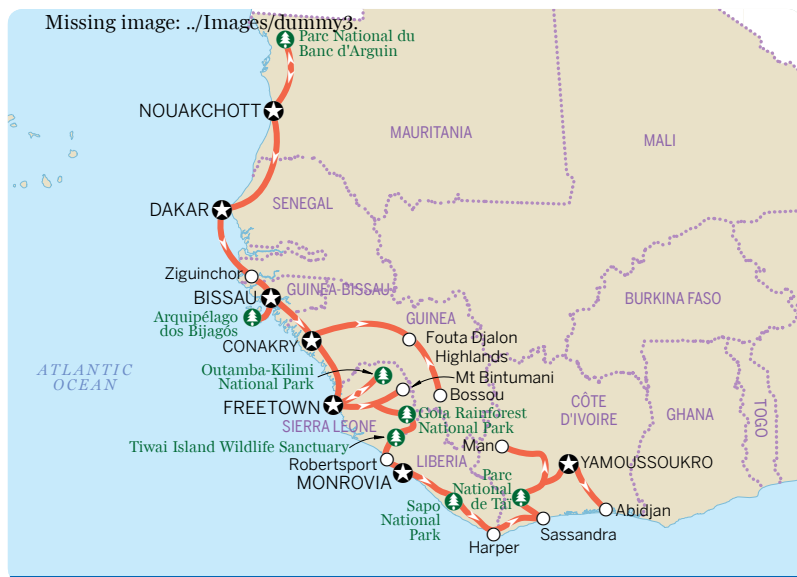 Missing image: ../Images/dummy3.
Parc National du
Banc d'Arguin
NOUAKCHOTT
MAURITANIA
MALI
DAKAR
SENEGAL
Ziguinchor
BISSAU
GUINEA-BISSAU
Arquipélago
dos Bijagós
BURKINA FASO
GUINEA
CONAKRY
Fouta Djalon
Highlands
ATLANTIC
OCEAN
Outamba-Kilimi
National Park
Mt Bintumani
Bossou
FREETOWN
SIERRA LEONE
Gola Rainforest
National Park
CÔTE
D'IVOIRE
GHANA
TOGO
Tiwai Island Wildlife Sanctuary
Man
Robertsport
LIBERIA
YAMOUSSOUKRO
MONROVIA
Parc
National
de Taï
Sapo
National
Park
Abidjan
Sassandra
Harper